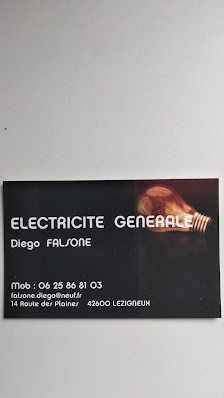 ELECTRICITE GENERALE
Diego FALSONE
Mob : 06 25 86 81 03
falsone.diego@neuf.fr
14 Route des Plaines 42600 LEZIGNEUX